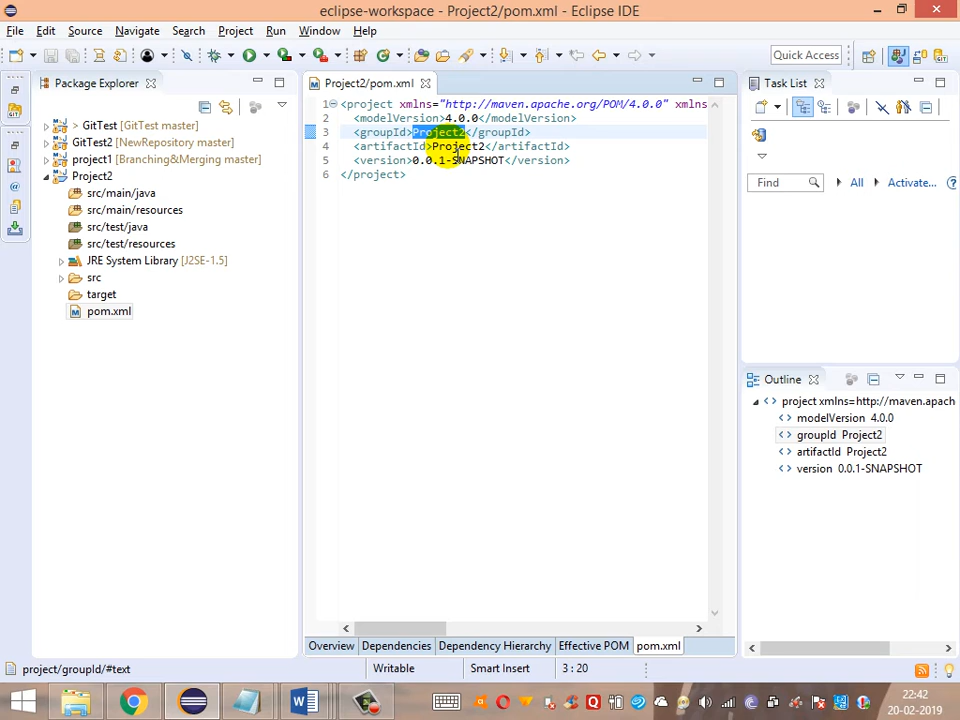 eclipse-workspace - Project2/pom.xml - Eclipse IDE
File Edit Source Navigate Search Project Run Window Help
Quick Access
Package Explorer
> GitTest [GitTest master]
GitTest2 [NewRepository master]
project1 [Branching&Merging master]
Project2
src/main/java
src/main/resources
src/test/java
src/test/resources
JRE System Library [J2SE-1.5]
src
target
pom.xml
Project2/pom.xml
1 <project xmlns="http://maven.apache.org/POM/4.0.0" xmlns
2 <modelVersion>4.0.0</modelVersion>
3 <groupId>Project2</groupId>
4 <artifactId>Project2</artifactId>
5 <version>0.0.1-SNAPSHOT</version>
6 </project>
Overview Dependencies Dependency Hierarchy Effective POM pom.xml
Task List
Find All Activate...
Outline
project xmlns=http://maven.apach
modelVersion 4.0.0
groupId Project2
artifactId Project2
version 0.0.1-SNAPSHOT
project/groupId/#text Writable Smart Insert 3 : 20
22:42
20-02-2019